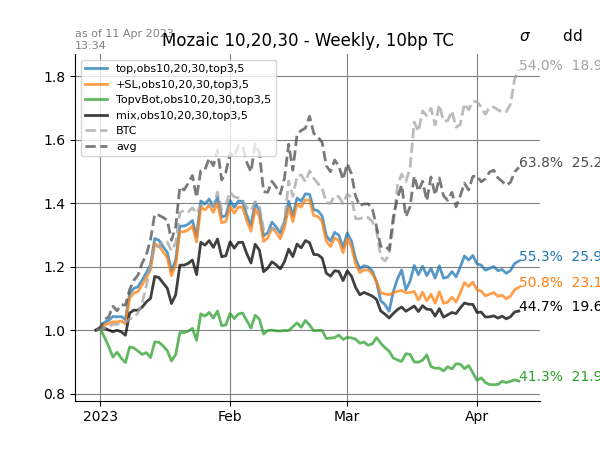 as of 11 Apr 2023
13:34
Mozaic 10,20,30 - Weekly, 10bp TC
σ dd
top,obs10,20,30,top3,5
+SL,obs10,20,30,top3,5
TopvBot,obs10,20,30,top3,5
mix,obs10,20,30,top3,5
BTC
avg
1.8
1.6
1.4
1.2
1.0
0.8
54.0% 18.9
63.8% 25.2
55.3% 25.9
50.8% 23.1
44.7% 19.6
41.3% 21.9
2023 Feb Mar Apr